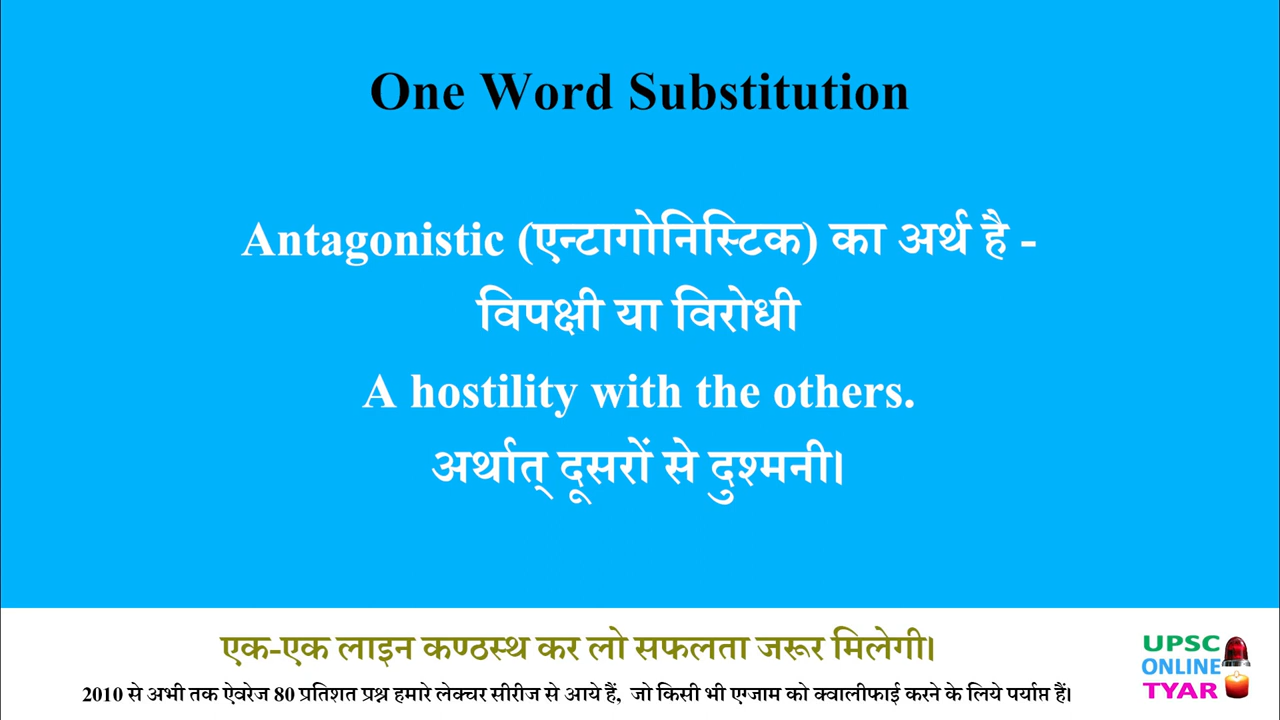 One Word Substitution
Antagonistic (एन्टागोनिस्टिक) का अर्थ है -
विपक्षी या विरोधी
A hostility with the others.
अर्थात् दूसरों से दुश्मनी।
एक-एक लाइन कण्ठस्थ कर लो सफलता जरूर मिलेगी।
2010 से अभी तक ऐवरेज 80 प्रतिशत प्रश्न हमारे लेक्चर सीरीज से आये हैं, जो किसी भी एग्जाम को क्वालीफाई करने के लिये पर्याप्त हैं।
UPSC
ONLINE
TYAR